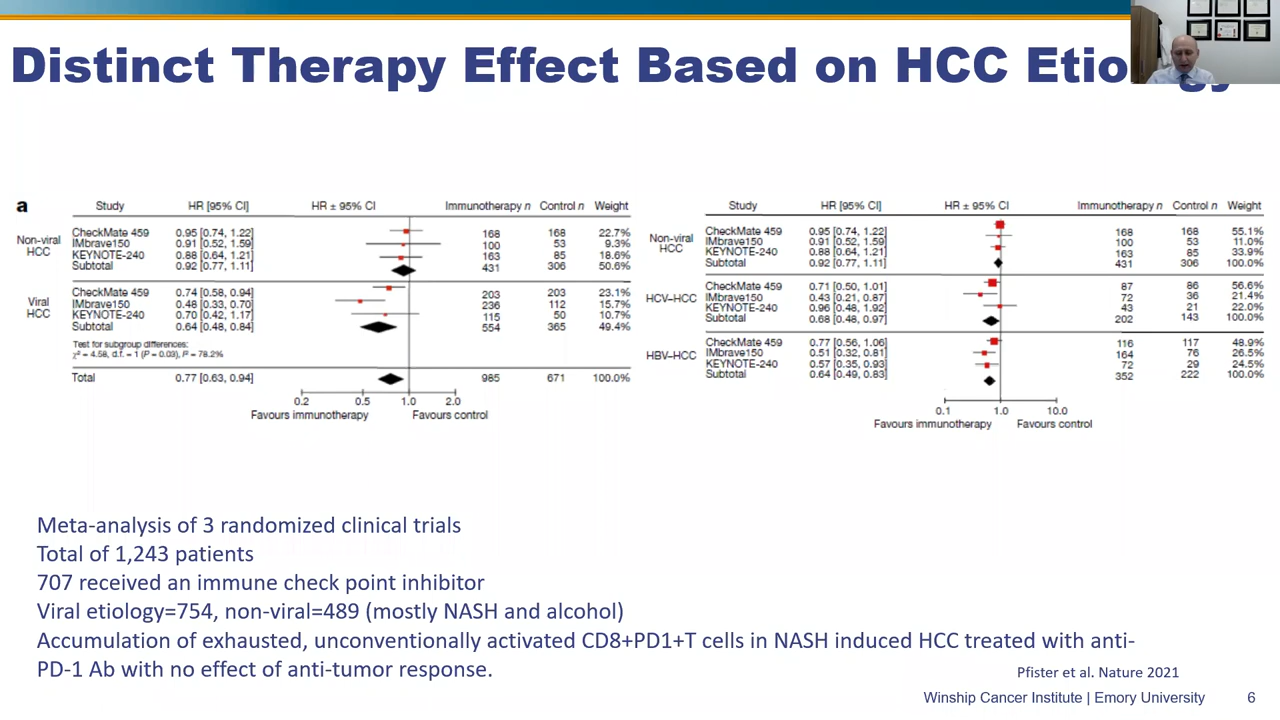 Distinct Therapy Effect Based on HCC
a
Study HR [95% CI] HR ± 95% CI Immunotherapy n Control n Weight
Non-viral HCC
CheckMate 459 0.95 [0.74, 1.22] 168 168 22.7%
IMbrave150 0.91 [0.52, 1.59] 100 53 9.3%
KEYNOTE-240 0.88 [0.64, 1.21] 163 85 18.6%
Subtotal 0.92 [0.77, 1.11] 431 306 50.6%
Viral HCC
CheckMate 459 0.74 [0.58, 0.94] 203 203 23.1%
IMbrave150 0.48 [0.33, 0.70] 236 112 15.7%
KEYNOTE-240 0.70 [0.42, 1.17] 115 50 10.7%
Subtotal 0.64 [0.48, 0.84] 554 365 49.4%
Test for subgroup differences:
χ² = 4.58, d.f. = 1 (P = 0.03), I² = 78.2%
Total 0.77 [0.63, 0.94] 985 671 100.0%
0.2 0.5 1.0 2.0
Favours immunotherapy Favours control
Study HR [95% CI] HR ± 95% CI Immunotherapy n Control n Weight
Non-viral HCC
CheckMate 459 0.95 [0.74, 1.22] 168 168 55.1%
IMbrave150 0.91 [0.52, 1.59] 100 53 11.0%
KEYNOTE-240 0.88 [0.64, 1.21] 163 85 33.9%
Subtotal 0.92 [0.77, 1.11] 431 306 100.0%
HCV–HCC
CheckMate 459 0.71 [0.50, 1.01] 87 86 56.6%
IMbrave150 0.43 [0.21, 0.87] 72 36 21.4%
KEYNOTE-240 0.96 [0.48, 1.92] 43 21 22.0%
Subtotal 0.68 [0.48, 0.97] 202 143 100.0%
HBV–HCC
CheckMate 459 0.77 [0.56, 1.06] 116 117 48.9%
IMbrave150 0.51 [0.32, 0.81] 164 76 26.5%
KEYNOTE-240 0.57 [0.35, 0.93] 72 29 24.5%
Subtotal 0.64 [0.49, 0.83] 352 222 100.0%
0.1 1.0 10.0
Favours immunotherapy Favours control
Meta-analysis of 3 randomized clinical trials
Total of 1,243 patients
707 received an immune check point inhibitor
Viral etiology=754, non-viral=489 (mostly NASH and alcohol)
Accumulation of exhausted, unconventionally activated CD8+PD1+T cells in NASH induced HCC treated with anti-
PD-1 Ab with no effect of anti-tumor response.
Pfister et al. Nature 2021
Winship Cancer Institute | Emory University 6